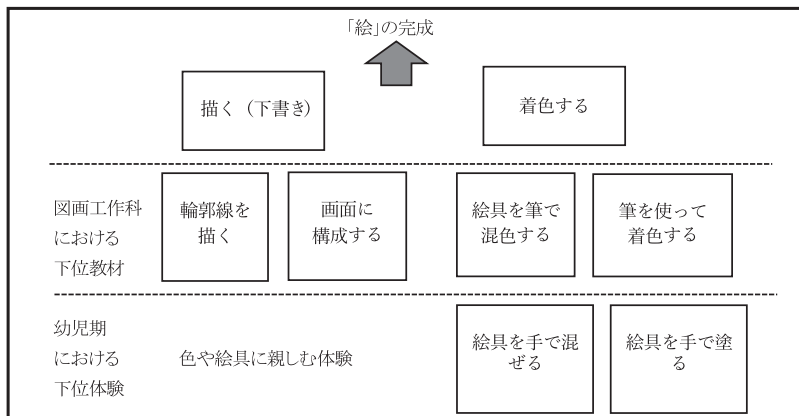 「絵」の完成
描く（下書き）
着色する
図画工作科
における
下位教材
輪郭線を
描く
画面に
構成する
絵具を筆で
混色する
筆を使って
着色する
幼児期
における
下位体験
色や絵具に親しむ体験
絵具を手で混
ぜる
絵具を手で塗
る